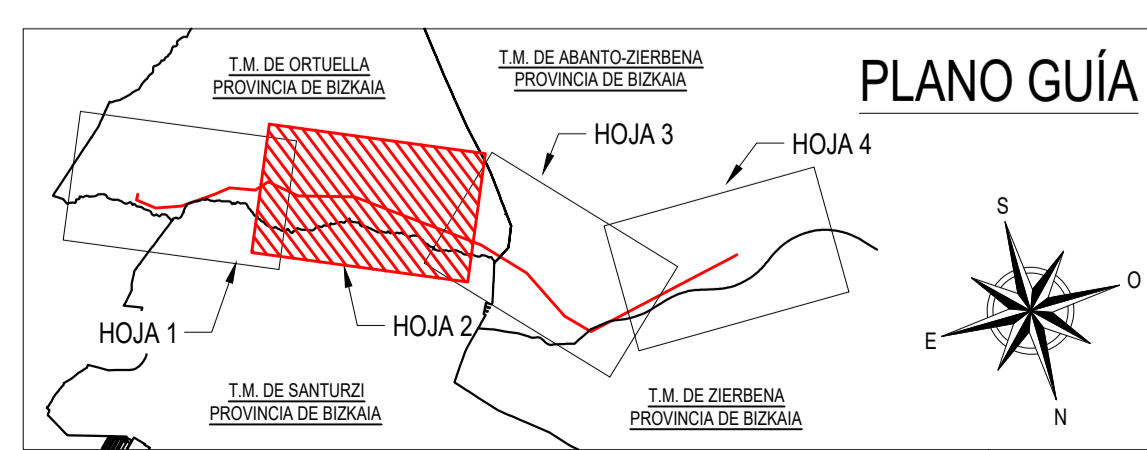 T.M. DE ORTUELLA
PROVINCIA DE BIZKAIA
T.M. DE ABANTO-ZIERBENA
PROVINCIA DE BIZKAIA
PLANO GUÍA
HOJA 3
HOJA 4
HOJA 1
HOJA 2
T.M. DE SANTURZI
PROVINCIA DE BIZKAIA
T.M. DE ZIERBENA
PROVINCIA DE BIZKAIA
S
O
E
N